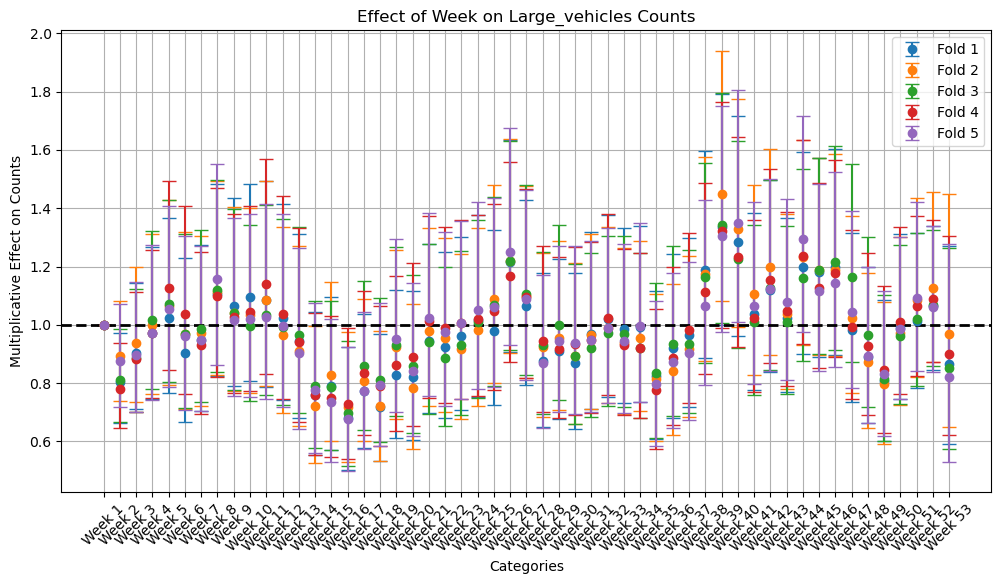 Effect of Week on Large_vehicles Counts
Multiplicative Effect on Counts
2.0
1.8
1.6
1.4
1.2
1.0
0.8
0.6
Fold 1
Fold 2
Fold 3
Fold 4
Fold 5
Week 1
Week 2
Week 3
Week 4
Week 5
Week 6
Week 7
Week 8
Week 9
Week 10
Week 11
Week 12
Week 13
Week 14
Week 15
Week 16
Week 17
Week 18
Week 19
Week 20
Week 21
Week 22
Week 23
Week 24
Week 25
Week 26
Week 27
Week 28
Week 29
Week 30
Week 31
Week 32
Week 33
Week 34
Week 35
Week 36
Week 37
Week 38
Week 39
Week 40
Week 41
Week 42
Week 43
Week 44
Week 45
Week 46
Week 47
Week 48
Week 49
Week 50
Week 51
Week 52
Week 53
Categories